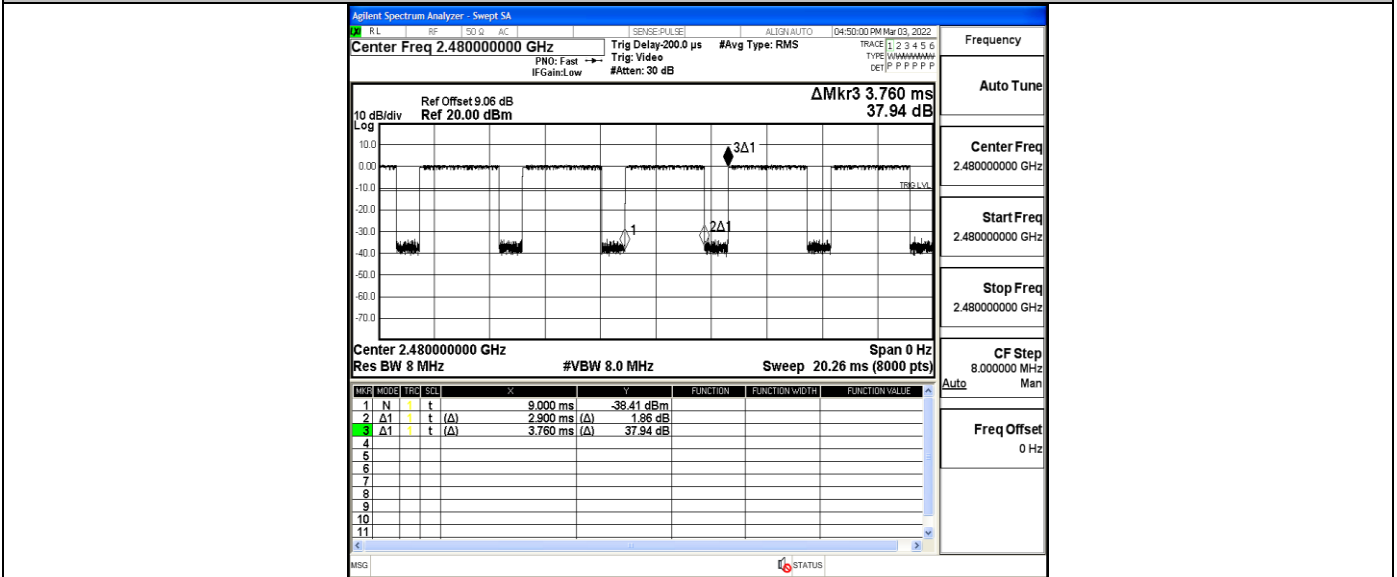 Agilent Spectrum Analyzer - Swept SA
LXI RL RF 50 Ω AC SENSE:PULSE ALIGNAUTO 04:50:00 PM Mar 03, 2022
Center Freq 2.480000000 GHz
PNO: Fast
IFGain:Low
Trig Delay-200.0 µs
Trig: Video
#Atten: 30 dB
#Avg Type: RMS
TRACE 1 2 3 4 5 6
TYPE WWWWWW
DET P P P P P P
ΔMkr3 3.760 ms
37.94 dB
Ref Offset 9.06 dB
10 dB/div Ref 20.00 dBm
Log
10.0
0.00
-10.0
-20.0
-30.0
-40.0
-50.0
-60.0
-70.0
3Δ1
TRIG LVL
1
2Δ1
Center 2.480000000 GHz Span 0 Hz
Res BW 8 MHz #VBW 8.0 MHz Sweep 20.26 ms (8000 pts)
MKR MODE TRC SCL X Y FUNCTION FUNCTION WIDTH FUNCTION VALUE
1 N 1 t 9.000 ms -38.41 dBm
2 Δ1 1 t (Δ) 2.900 ms (Δ) 1.86 dB
3 Δ1 1 t (Δ) 3.760 ms (Δ) 37.94 dB
4
5
6
7
8
9
10
11
MSG STATUS
Frequency
Auto Tune
Center Freq
2.480000000 GHz
Start Freq
2.480000000 GHz
Stop Freq
2.480000000 GHz
CF Step
8.000000 MHz
Auto Man
Freq Offset
0 Hz